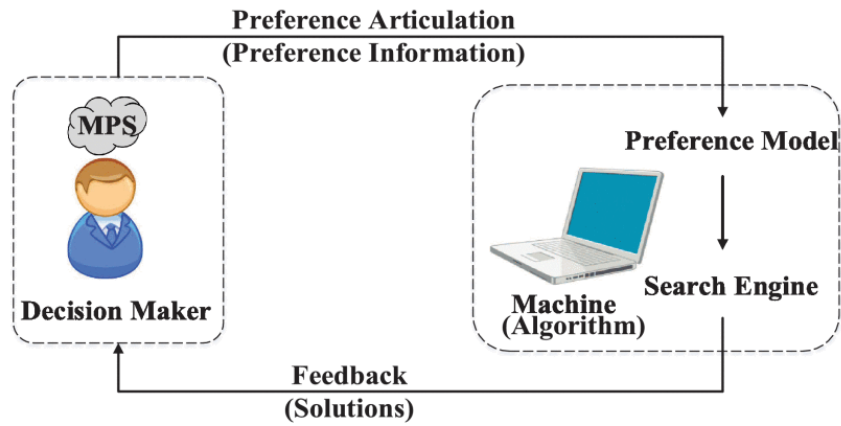 Preference Articulation
(Preference Information)
MPS
Decision Maker
Preference Model
Search Engine
Machine
(Algorithm)
Feedback
(Solutions)